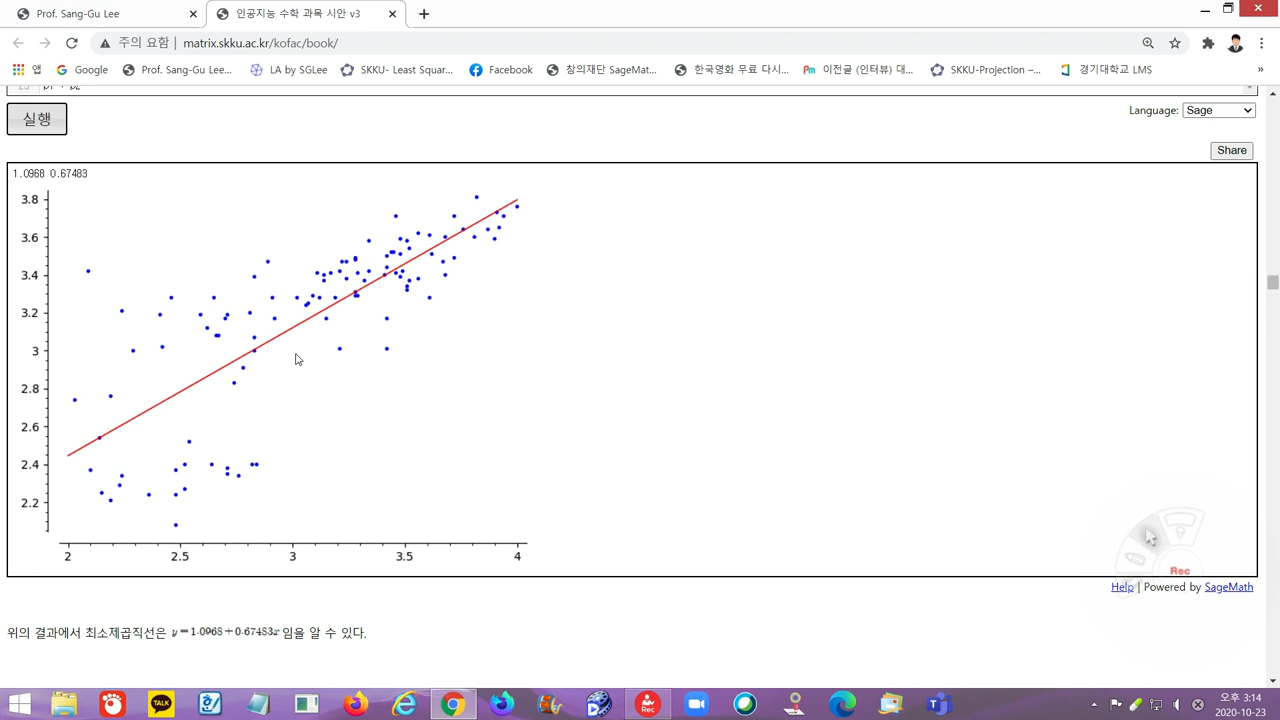 Prof. Sang-Gu Lee
인공지능 수학 과목 시안 v3
주의 요함 | matrix.skku.ac.kr/kofac/book/
앱 Google Prof. Sang-Gu Lee... LA by SGLee SKKU- Least Squar... Facebook 창의재단 SageMat... 한국영화 무료 다시... 이전글 (인터뷰) 대... SKKU-Projection –... 경기대학교 LMS »
실행
Language: Sage
Share
1.0968 0.67483
3.8
3.6
3.4
3.2
3
2.8
2.6
2.4
2.2
2 2.5 3 3.5 4
Rec
Help | Powered by SageMath
위의 결과에서 최소제곱직선은 y=1.0968+0.67483x 임을 알 수 있다.
TALK
Rec
오후 3:14
2020-10-23